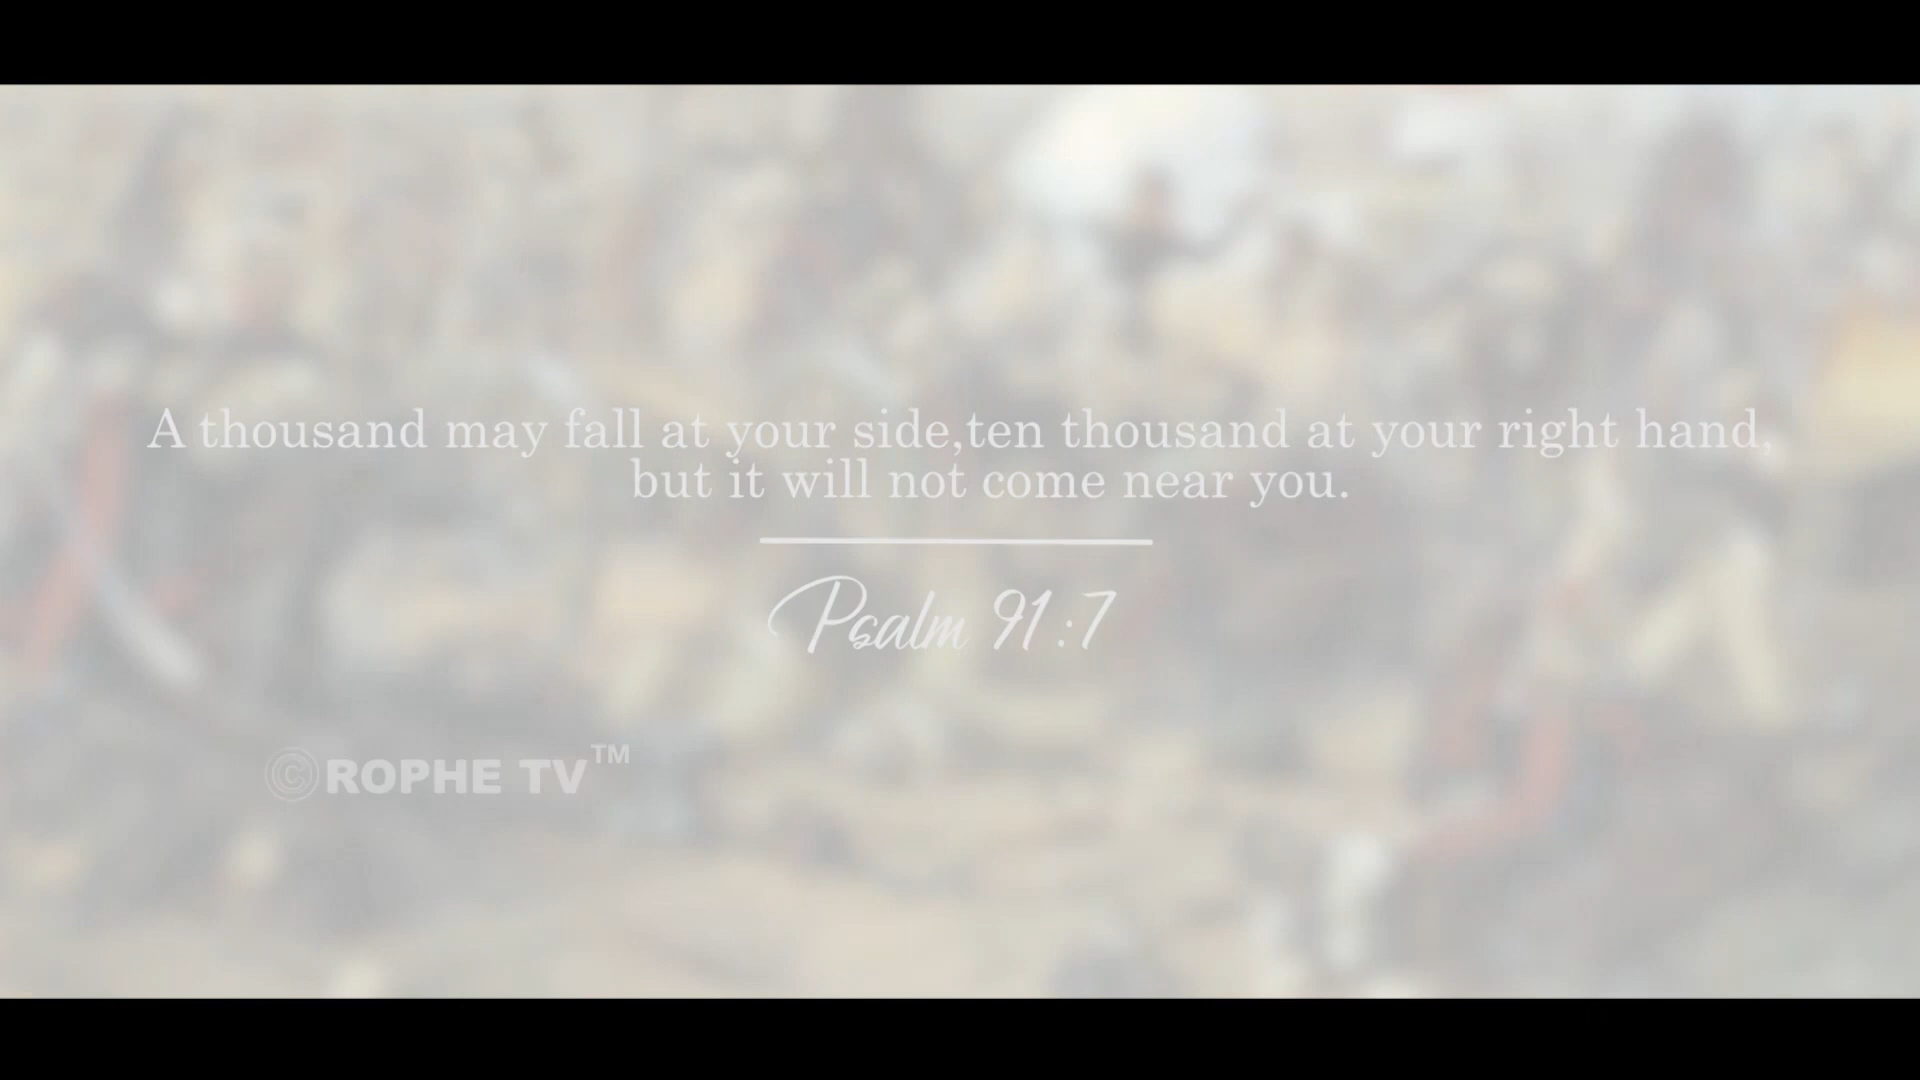 A thousand may fall at your side,ten thousand at your right hand,
but it will not come near you.
Psalm 91:7
©ROPHE TV™